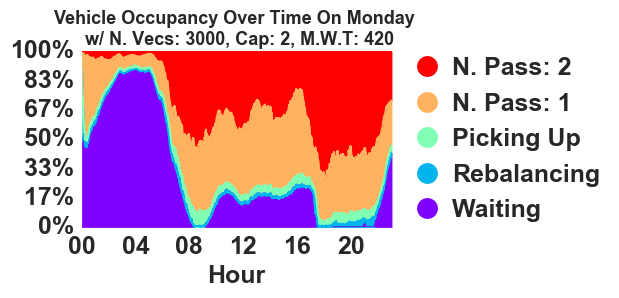 Vehicle Occupancy Over Time On Monday
w/ N. Vecs: 3000, Cap: 2, M.W.T: 420
100%
83%
67%
50%
33%
17%
0%
00 04 08 12 16 20
Hour
N. Pass: 2
N. Pass: 1
Picking Up
Rebalancing
Waiting